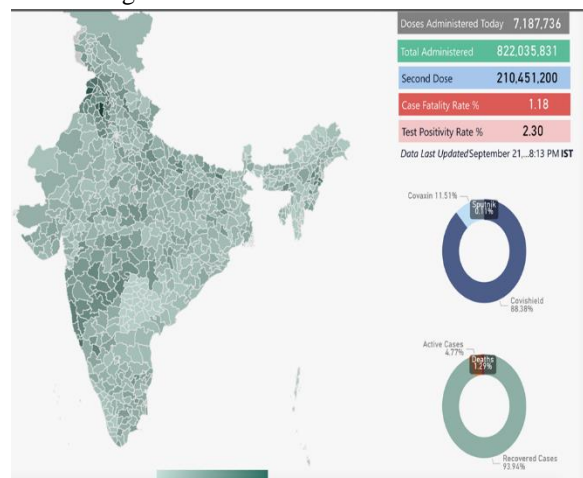 Doses Administered Today 7,187,736
Total Administered 822,035,831
Second Dose 210,451,200
Case Fatality Rate % 1.18
Test Positivity Rate % 2.30
Data Last Updated September 21,...8:13 PM IST
Covaxin 11.51%
Sputnik
0.11%
Covishield
88.38%
Active Cases
4.77%
Deaths
1.29%
Recovered Cases
93.94%